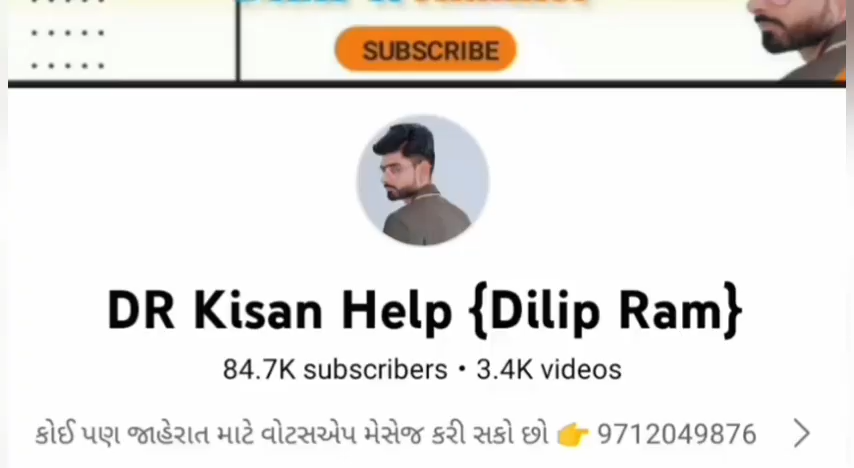 SUBSCRIBE
DR Kisan Help {Dilip Ram}
84.7K subscribers • 3.4K videos
કોઈ પણ જાહેરાત માટે વોટસએપ મેસેજ કરી સકો છો 👉 9712049876